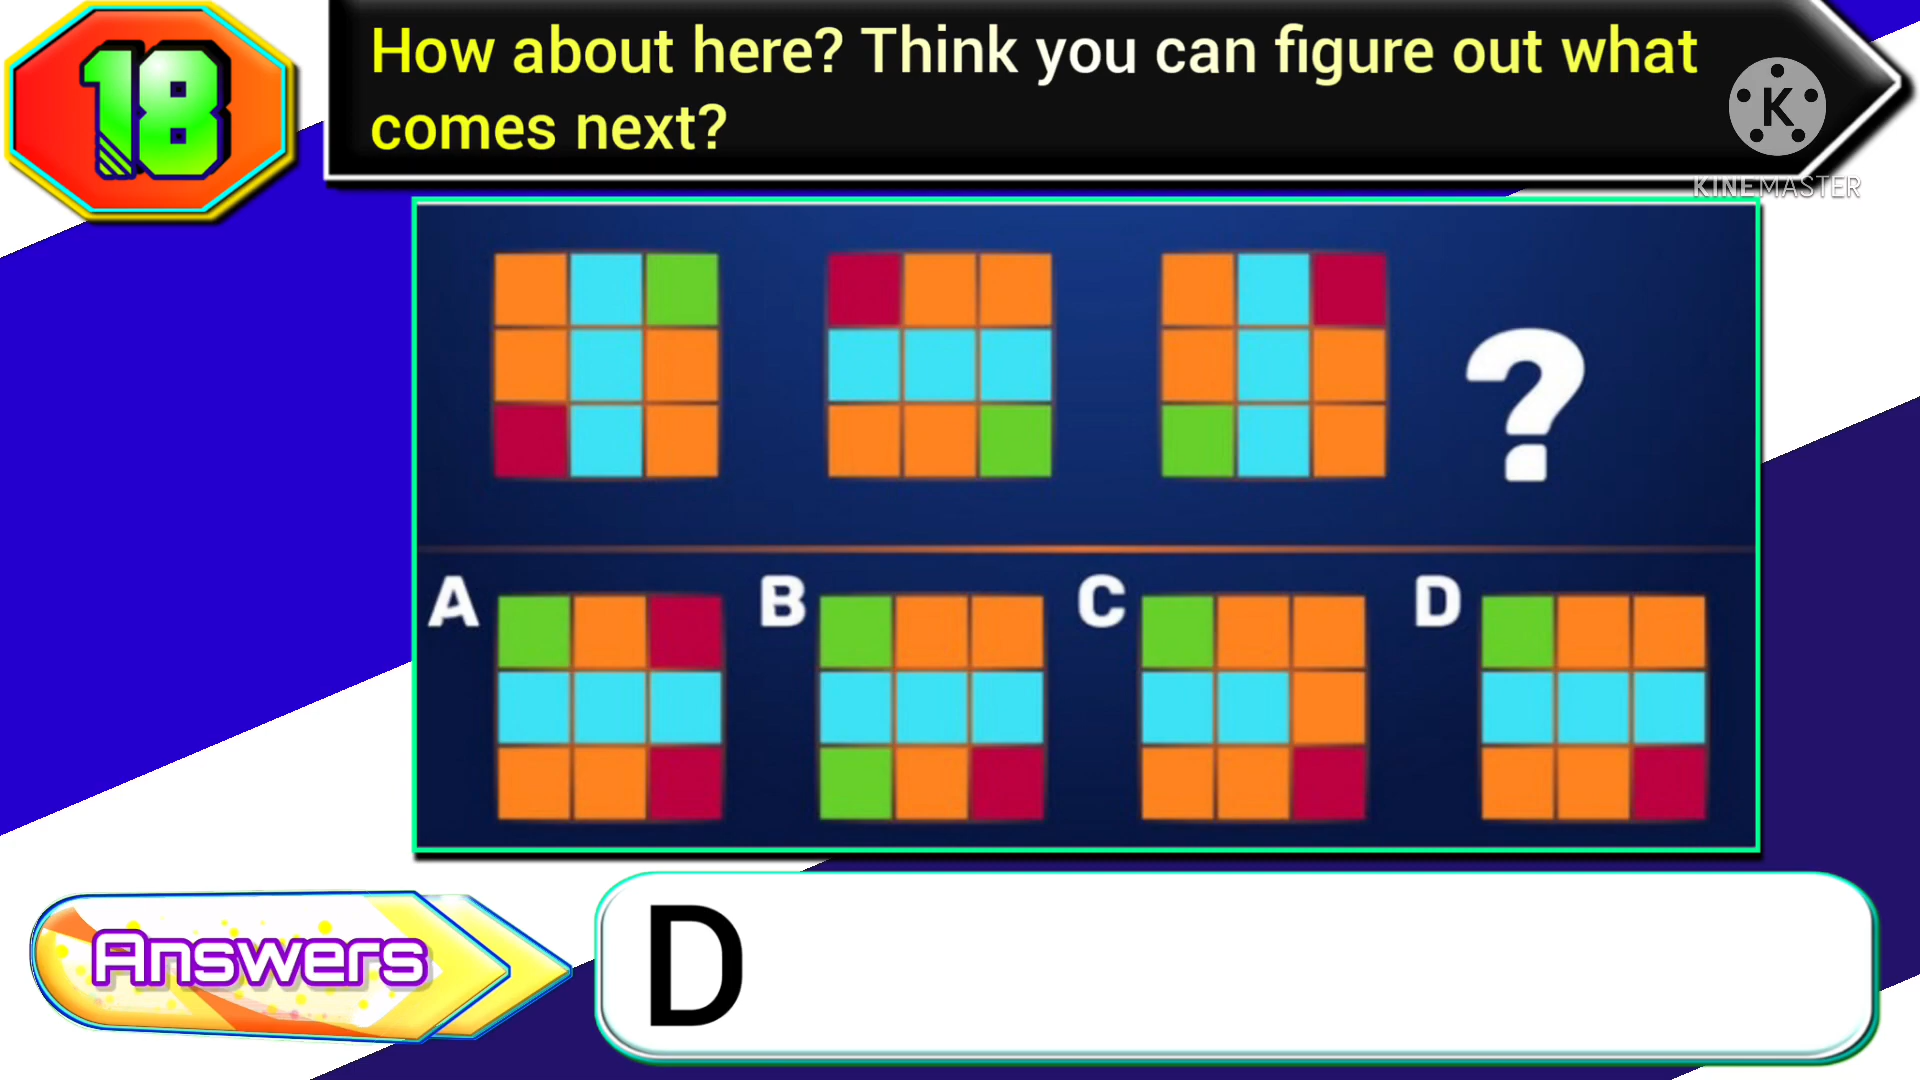 18
How about here? Think you can figure out what
comes next?
K
KINEMASTER
?
A
B
C
D
Answers
D